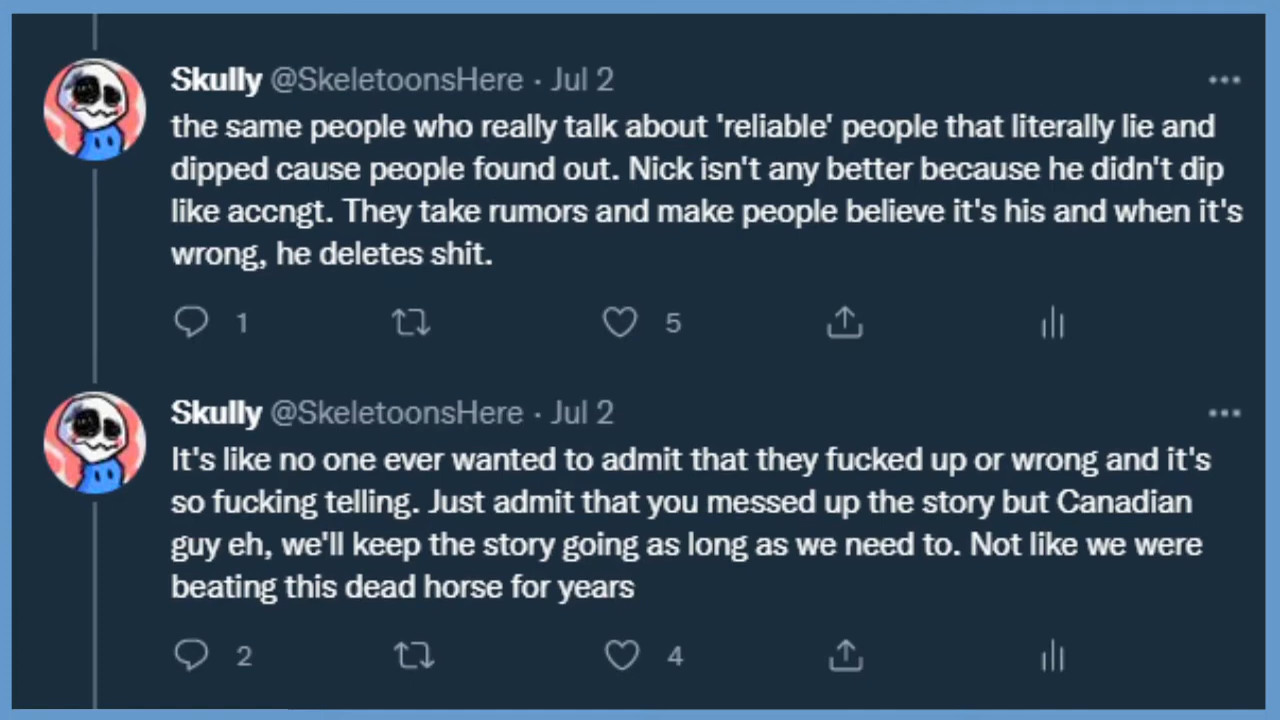 Skully @SkeletoonsHere · Jul 2
the same people who really talk about 'reliable' people that literally lie and
dipped cause people found out. Nick isn't any better because he didn't dip
like accngt. They take rumors and make people believe it's his and when it's
wrong, he deletes shit.
1 5
Skully @SkeletoonsHere · Jul 2
It's like no one ever wanted to admit that they fucked up or wrong and it's
so fucking telling. Just admit that you messed up the story but Canadian
guy eh, we'll keep the story going as long as we need to. Not like we were
beating this dead horse for years
2 4